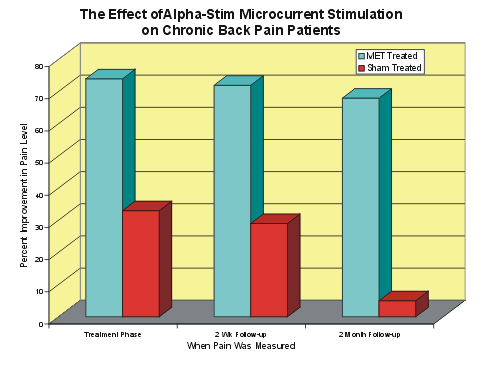 The Effect of Alpha-Stim Microcurrent Stimulation
on Chronic Back Pain Patients
MET Treated
Sham Treated
Percent Improvement in Pain Level
80
70
60
50
40
30
20
10
0
Treatment Phase
2 Wk Follow-up
2 Month Follow-up
When Pain Was Measured